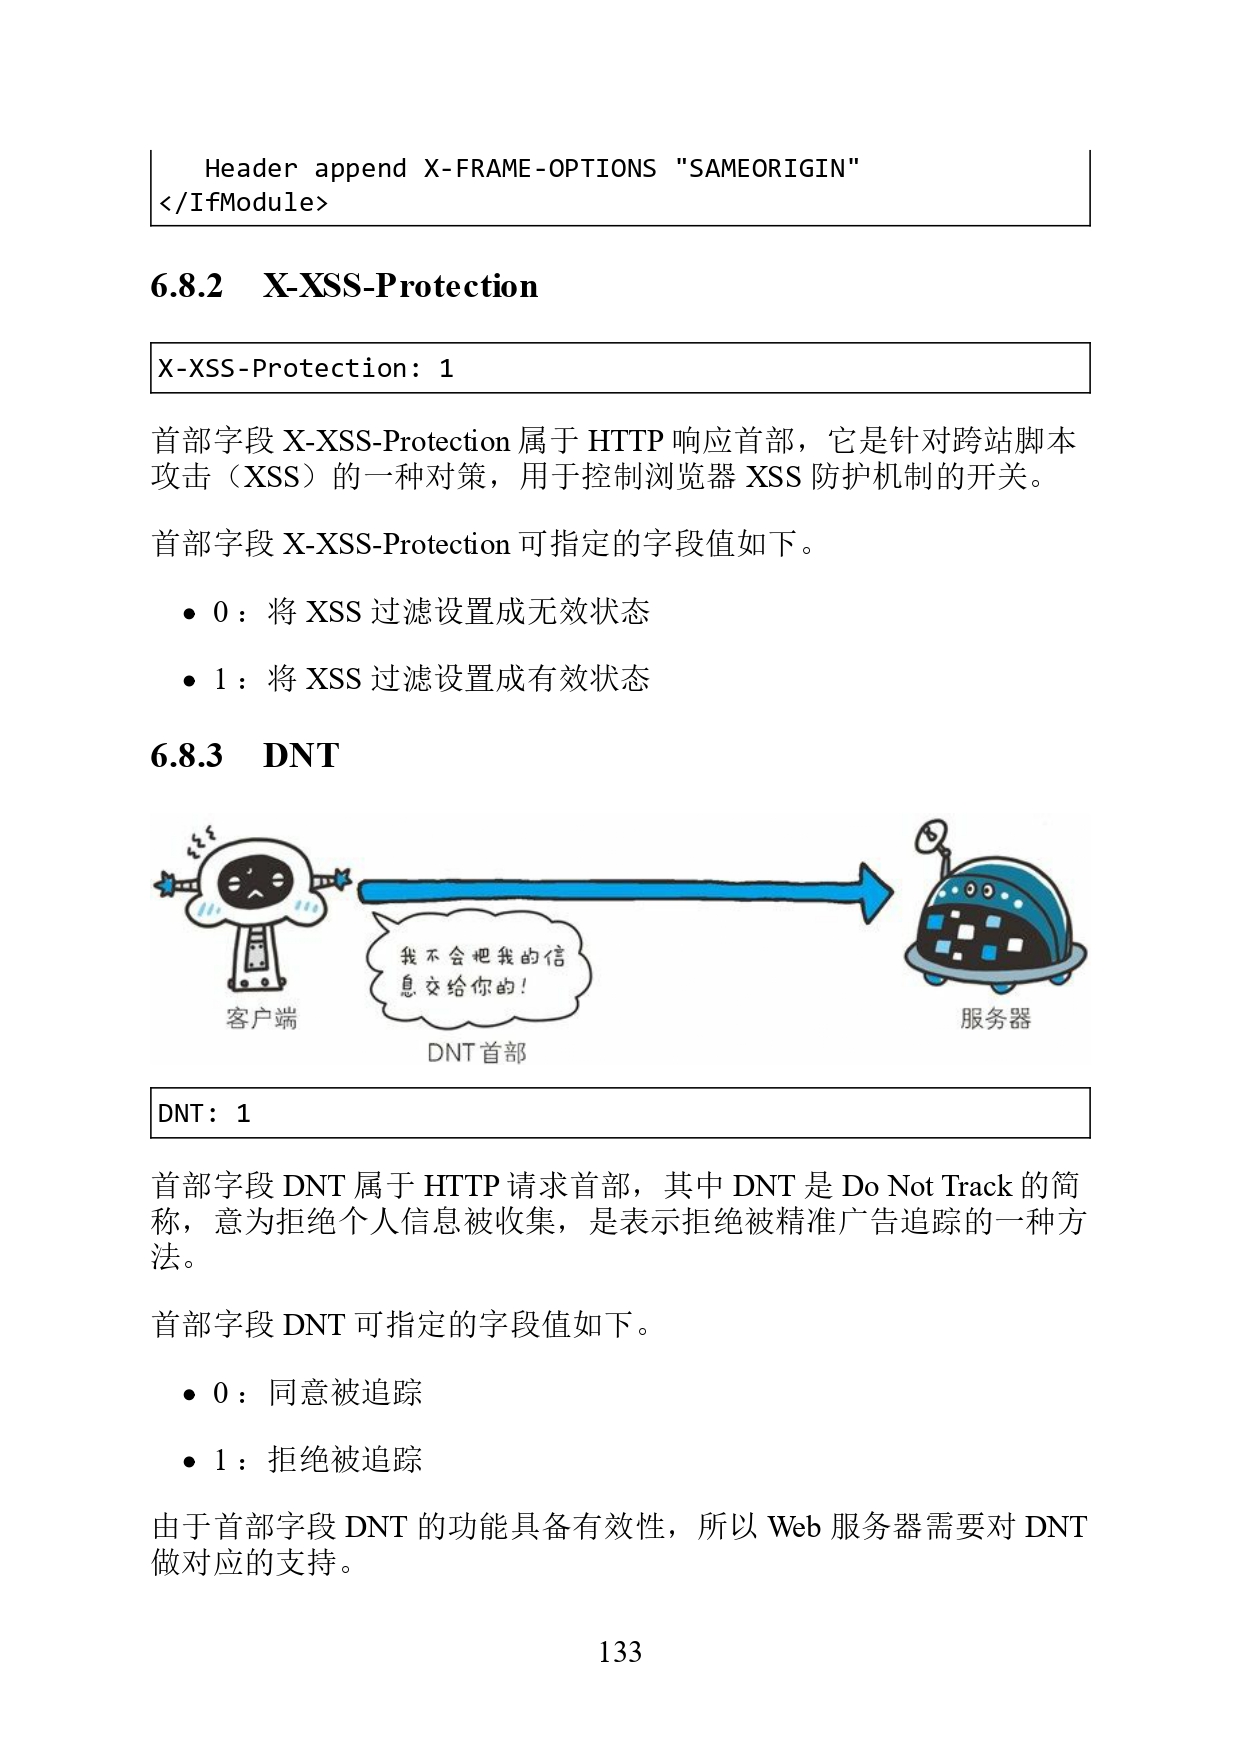 Header append X-FRAME-OPTIONS "SAMEORIGIN"
</IfModule>
6.8.2 X-XSS-Protection
X-XSS-Protection: 1
首部字段 X-XSS-Protection 属于 HTTP 响应首部，它是针对跨站脚本
攻击（XSS）的一种对策，用于控制浏览器 XSS 防护机制的开关。
首部字段 X-XSS-Protection 可指定的字段值如下。
● 0 ：将 XSS 过滤设置成无效状态
● 1 ：将 XSS 过滤设置成有效状态
6.8.3 DNT
我不会把我的信
息交给你的！
客户端
服务器
DNT首部
DNT: 1
首部字段 DNT 属于 HTTP 请求首部，其中 DNT 是 Do Not Track 的简
称，意为拒绝个人信息被收集，是表示拒绝被精准广告追踪的一种方
法。
首部字段 DNT 可指定的字段值如下。
● 0 ：同意被追踪
● 1 ：拒绝被追踪
由于首部字段 DNT 的功能具备有效性，所以 Web 服务器需要对 DNT
做对应的支持。
133